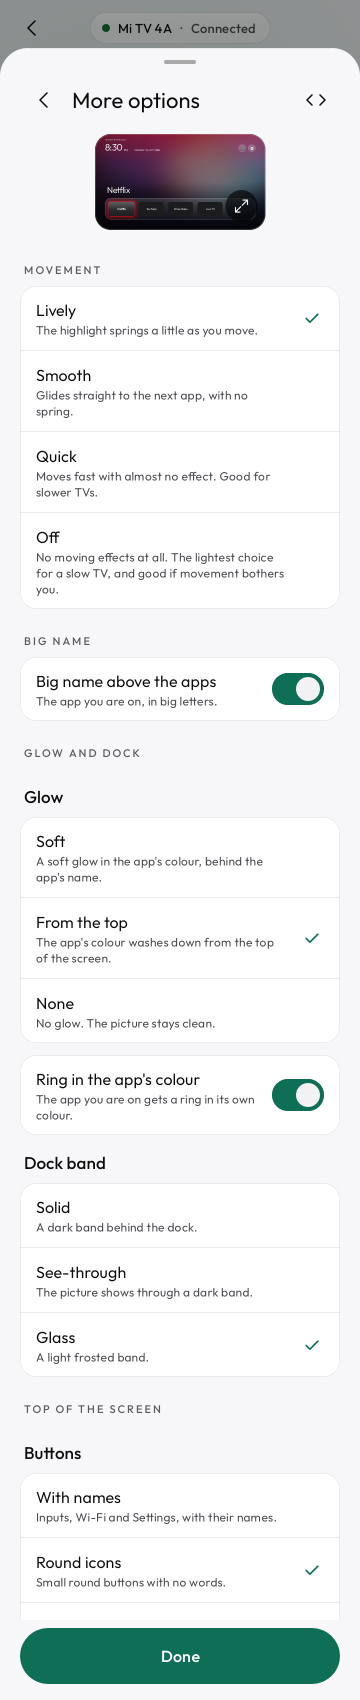 Mi TV 4A · Connected
More options
8:30
Netflix
MOVEMENT
Lively
The highlight springs a little as you move.
Smooth
Glides straight to the next app, with no
spring.
Quick
Moves fast with almost no effect. Good for
slower TVs.
Off
No moving effects at all. The lightest choice
for a slow TV, and good if movement bothers
you.
BIG NAME
Big name above the apps
The app you are on, in big letters.
GLOW AND DOCK
Glow
Soft
A soft glow in the app's colour, behind the
app's name.
From the top
The app's colour washes down from the top
of the screen.
None
No glow. The picture stays clean.
Ring in the app's colour
The app you are on gets a ring in its own
colour.
Dock band
Solid
A dark band behind the dock.
See-through
The picture shows through a dark band.
Glass
A light frosted band.
TOP OF THE SCREEN
Buttons
With names
Inputs, Wi-Fi and Settings, with their names.
Round icons
Small round buttons with no words.
Done